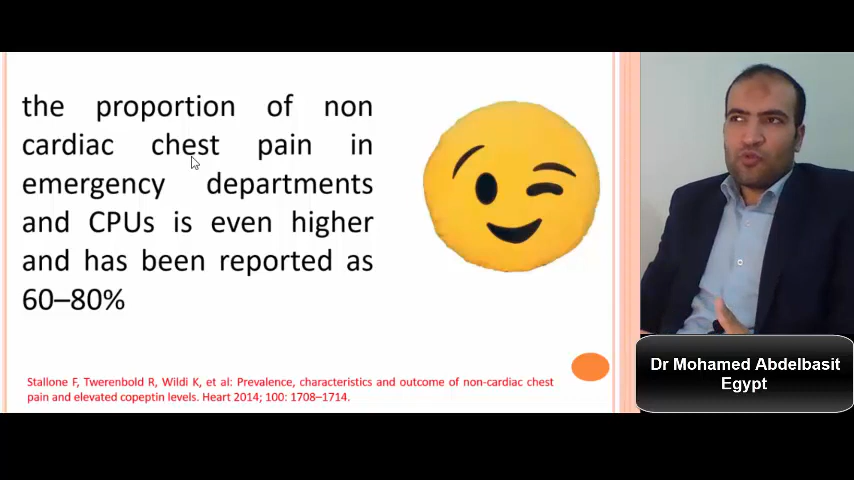 the proportion of non
cardiac chest pain in
emergency departments
and CPUs is even higher
and has been reported as
60–80%
Stallone F, Twerenbold R, Wildi K, et al: Prevalence, characteristics and outcome of non-cardiac chest
pain and elevated copeptin levels. Heart 2014; 100: 1708–1714.
Dr Mohamed Abdelbasit
Egypt